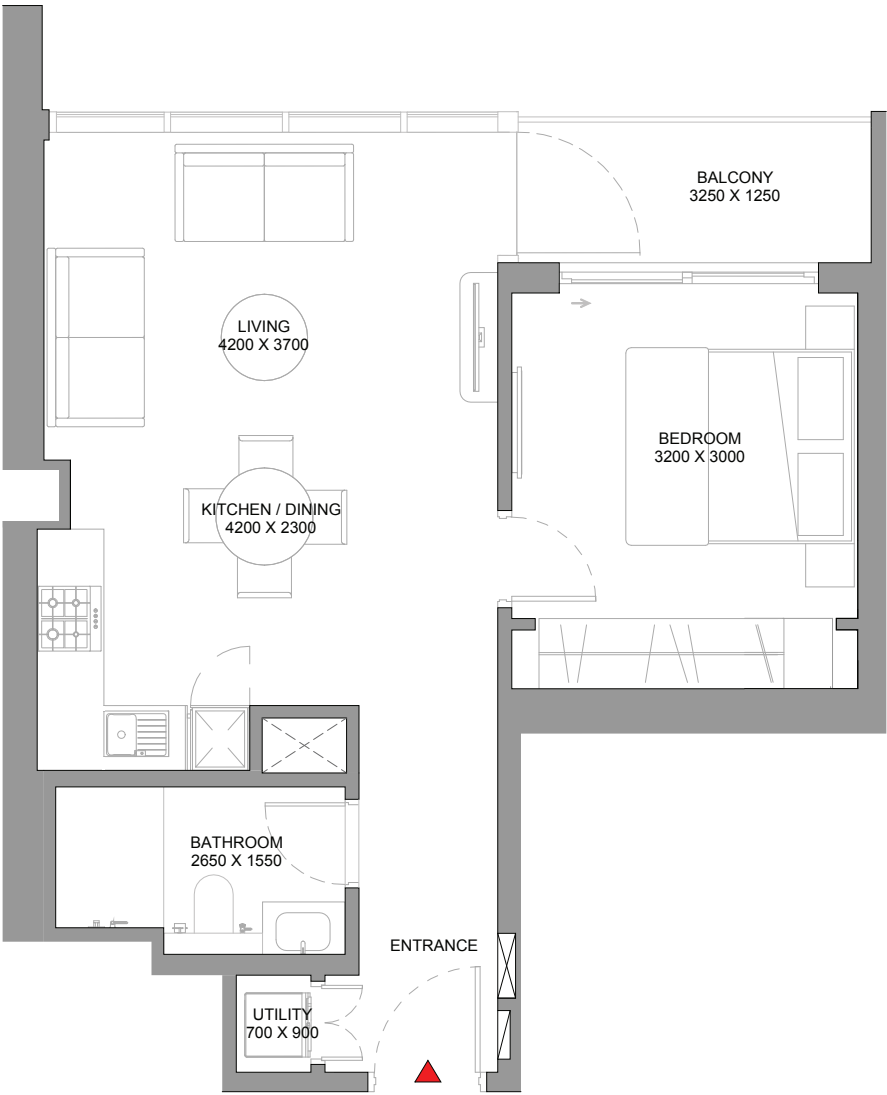 BALCONY
3250 X 1250
LIVING
4200 X 3700
BEDROOM
3200 X 3000
KITCHEN / DINING
4200 X 2300
BATHROOM
2650 X 1550
ENTRANCE
UTILITY
700 X 900